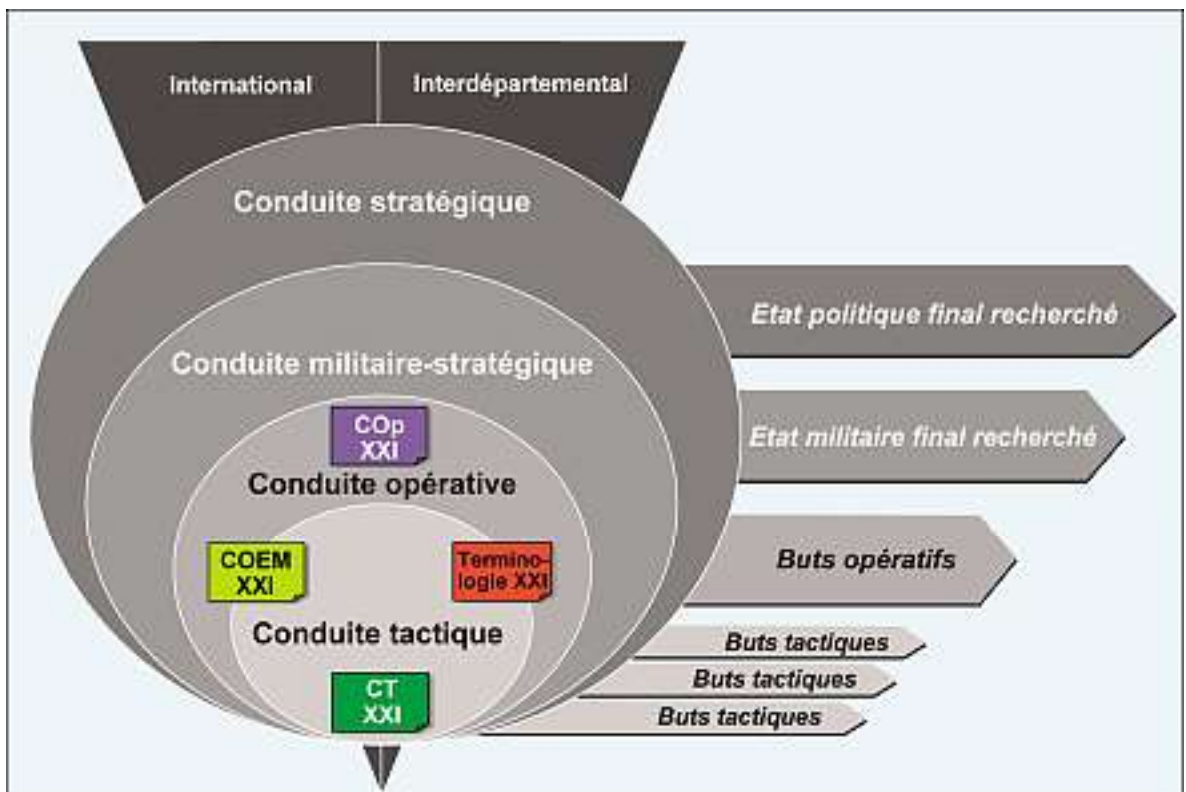 International
Interdépartemental
Conduite stratégique
Etat politique final recherché
Conduite militaire-stratégique
Etat militaire final recherché
COp
XXI
Conduite opérative
COEM
XXI
Termino-
logie XXI
Buts opératifs
Conduite tactique
Buts tactiques
Buts tactiques
CT
XXI
Buts tactiques